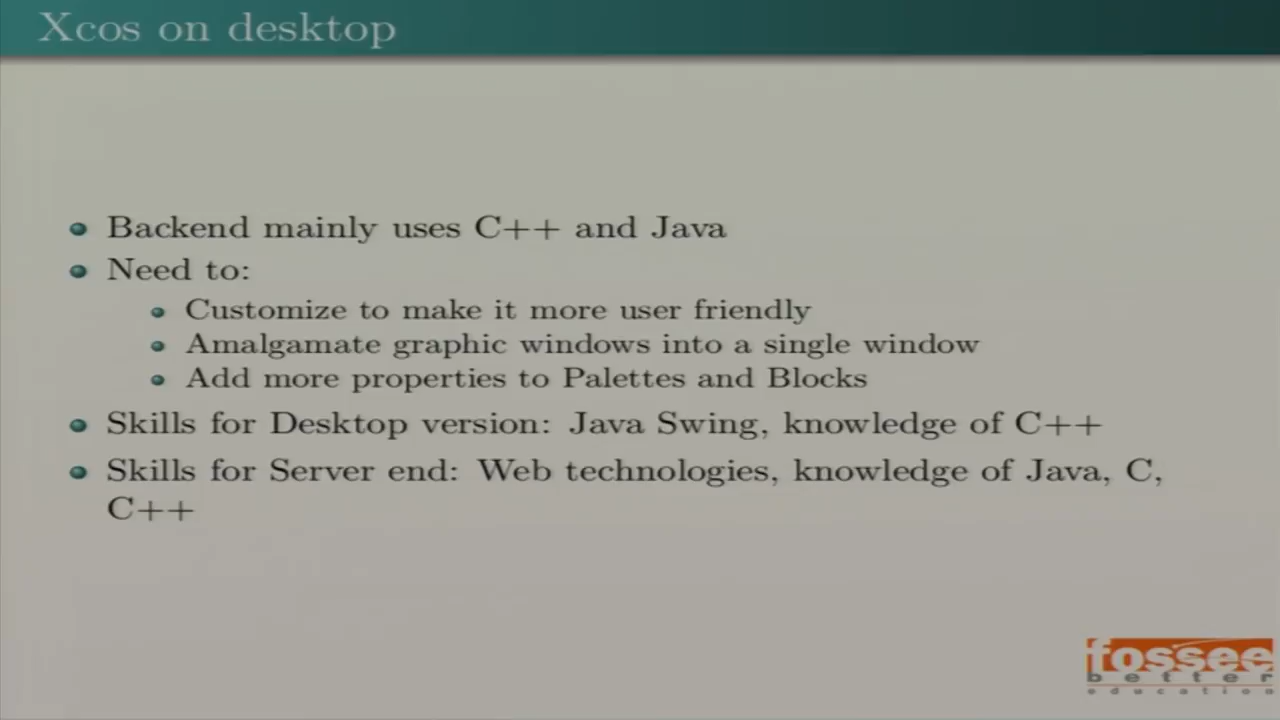 Xcos on desktop
Backend mainly uses C++ and Java
Need to:
Customize to make it more user friendly
Amalgamate graphic windows into a single window
Add more properties to Palettes and Blocks
Skills for Desktop version: Java Swing, knowledge of C++
Skills for Server end: Web technologies, knowledge of Java, C,
C++
fossee
better
education